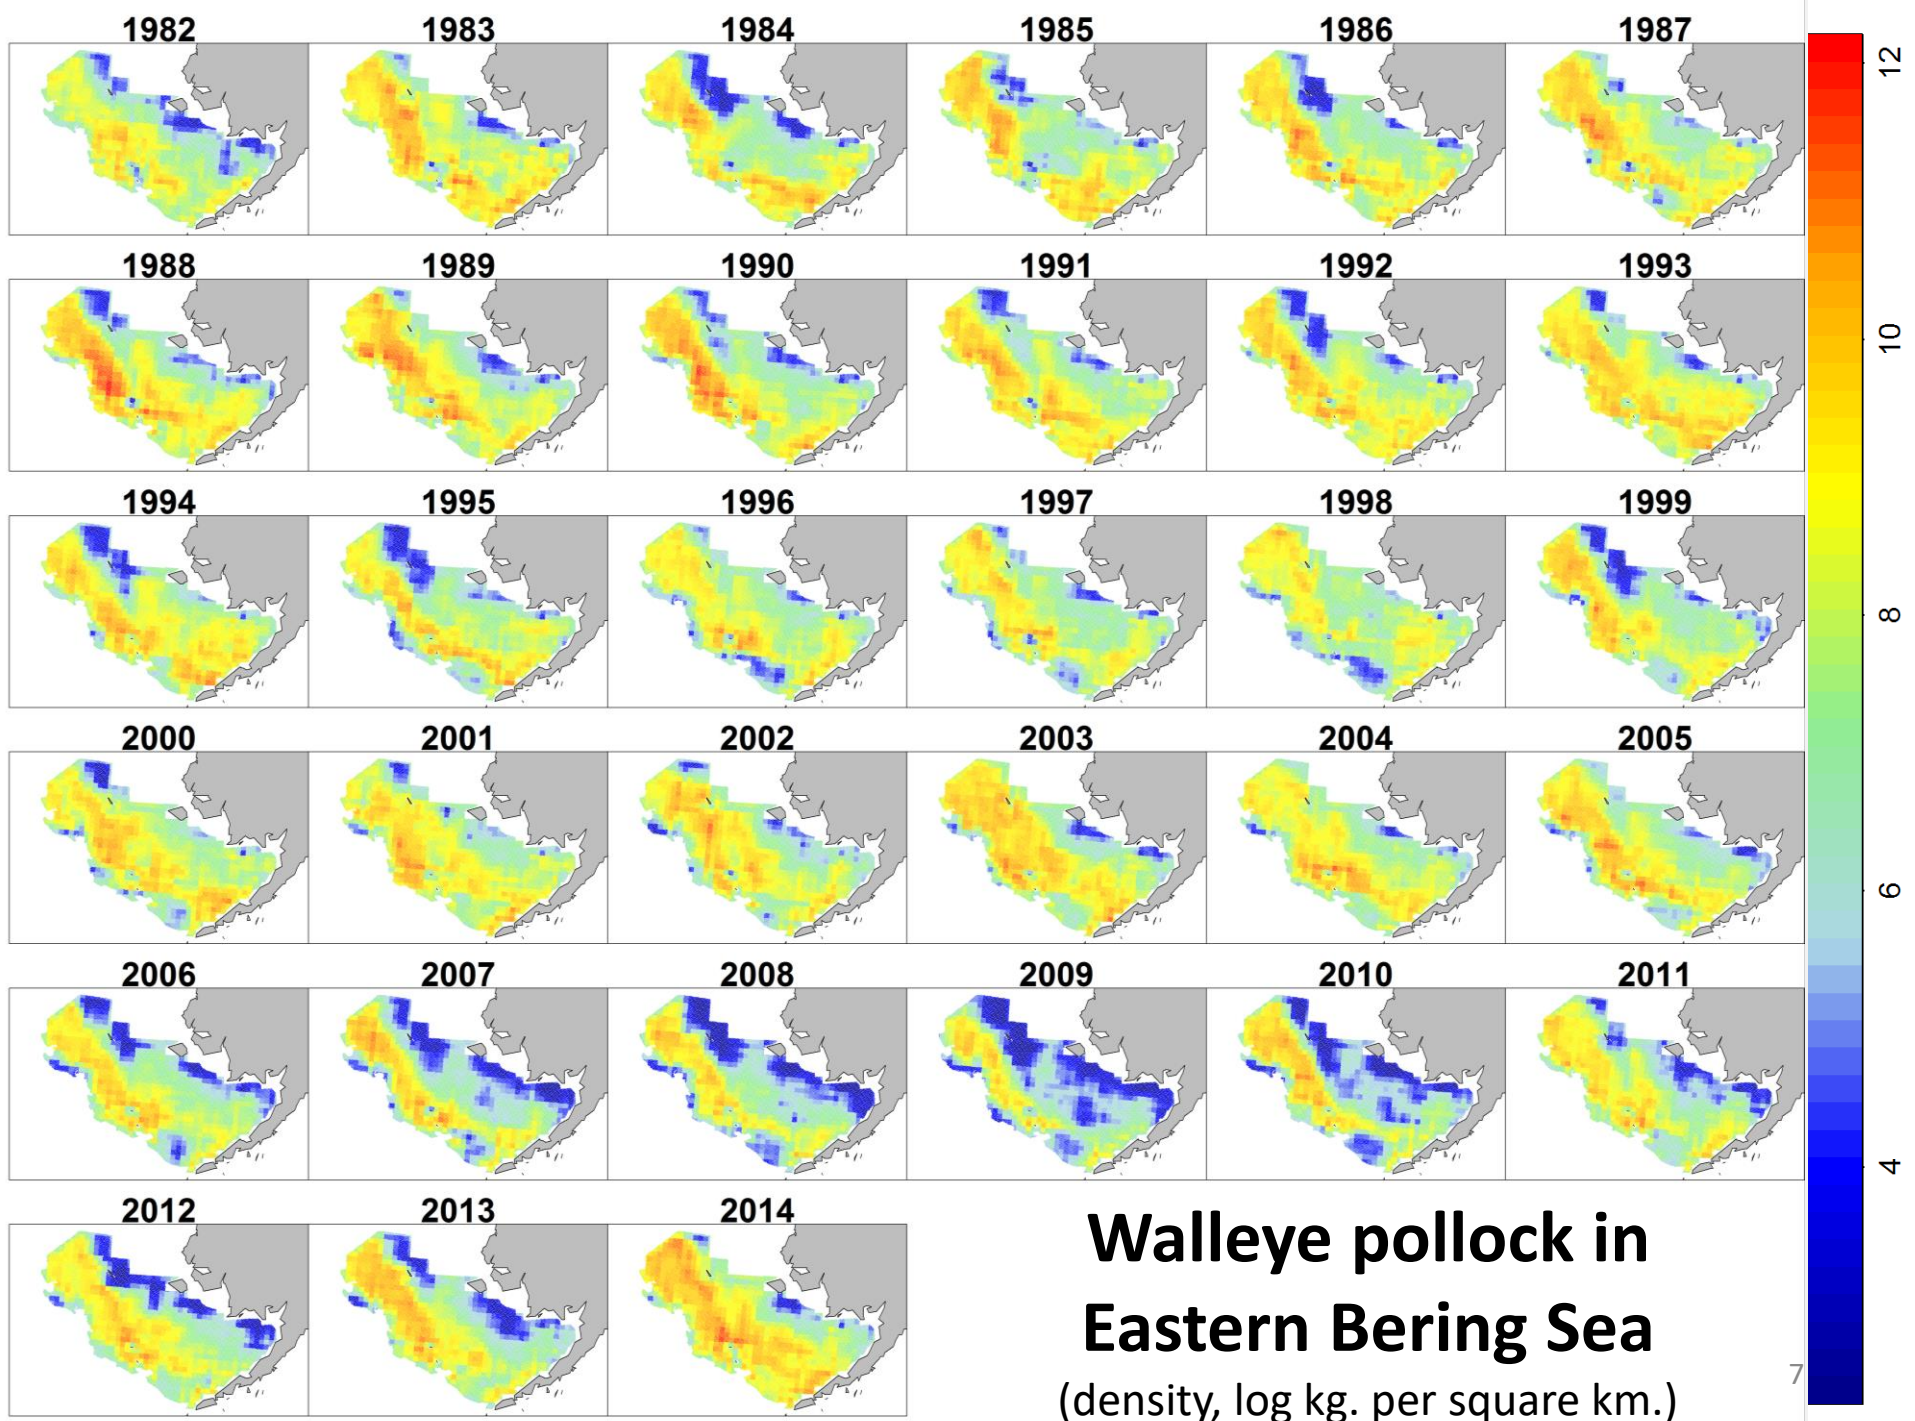 1982 1983 1984 1985 1986 1987
1988 1989 1990 1991 1992 1993
1994 1995 1996 1997 1998 1999
2000 2001 2002 2003 2004 2005
2006 2007 2008 2009 2010 2011
2012 2013 2014
Walleye pollock in
Eastern Bering Sea
(density, log kg. per square km.)
7
12
10
8
6
4